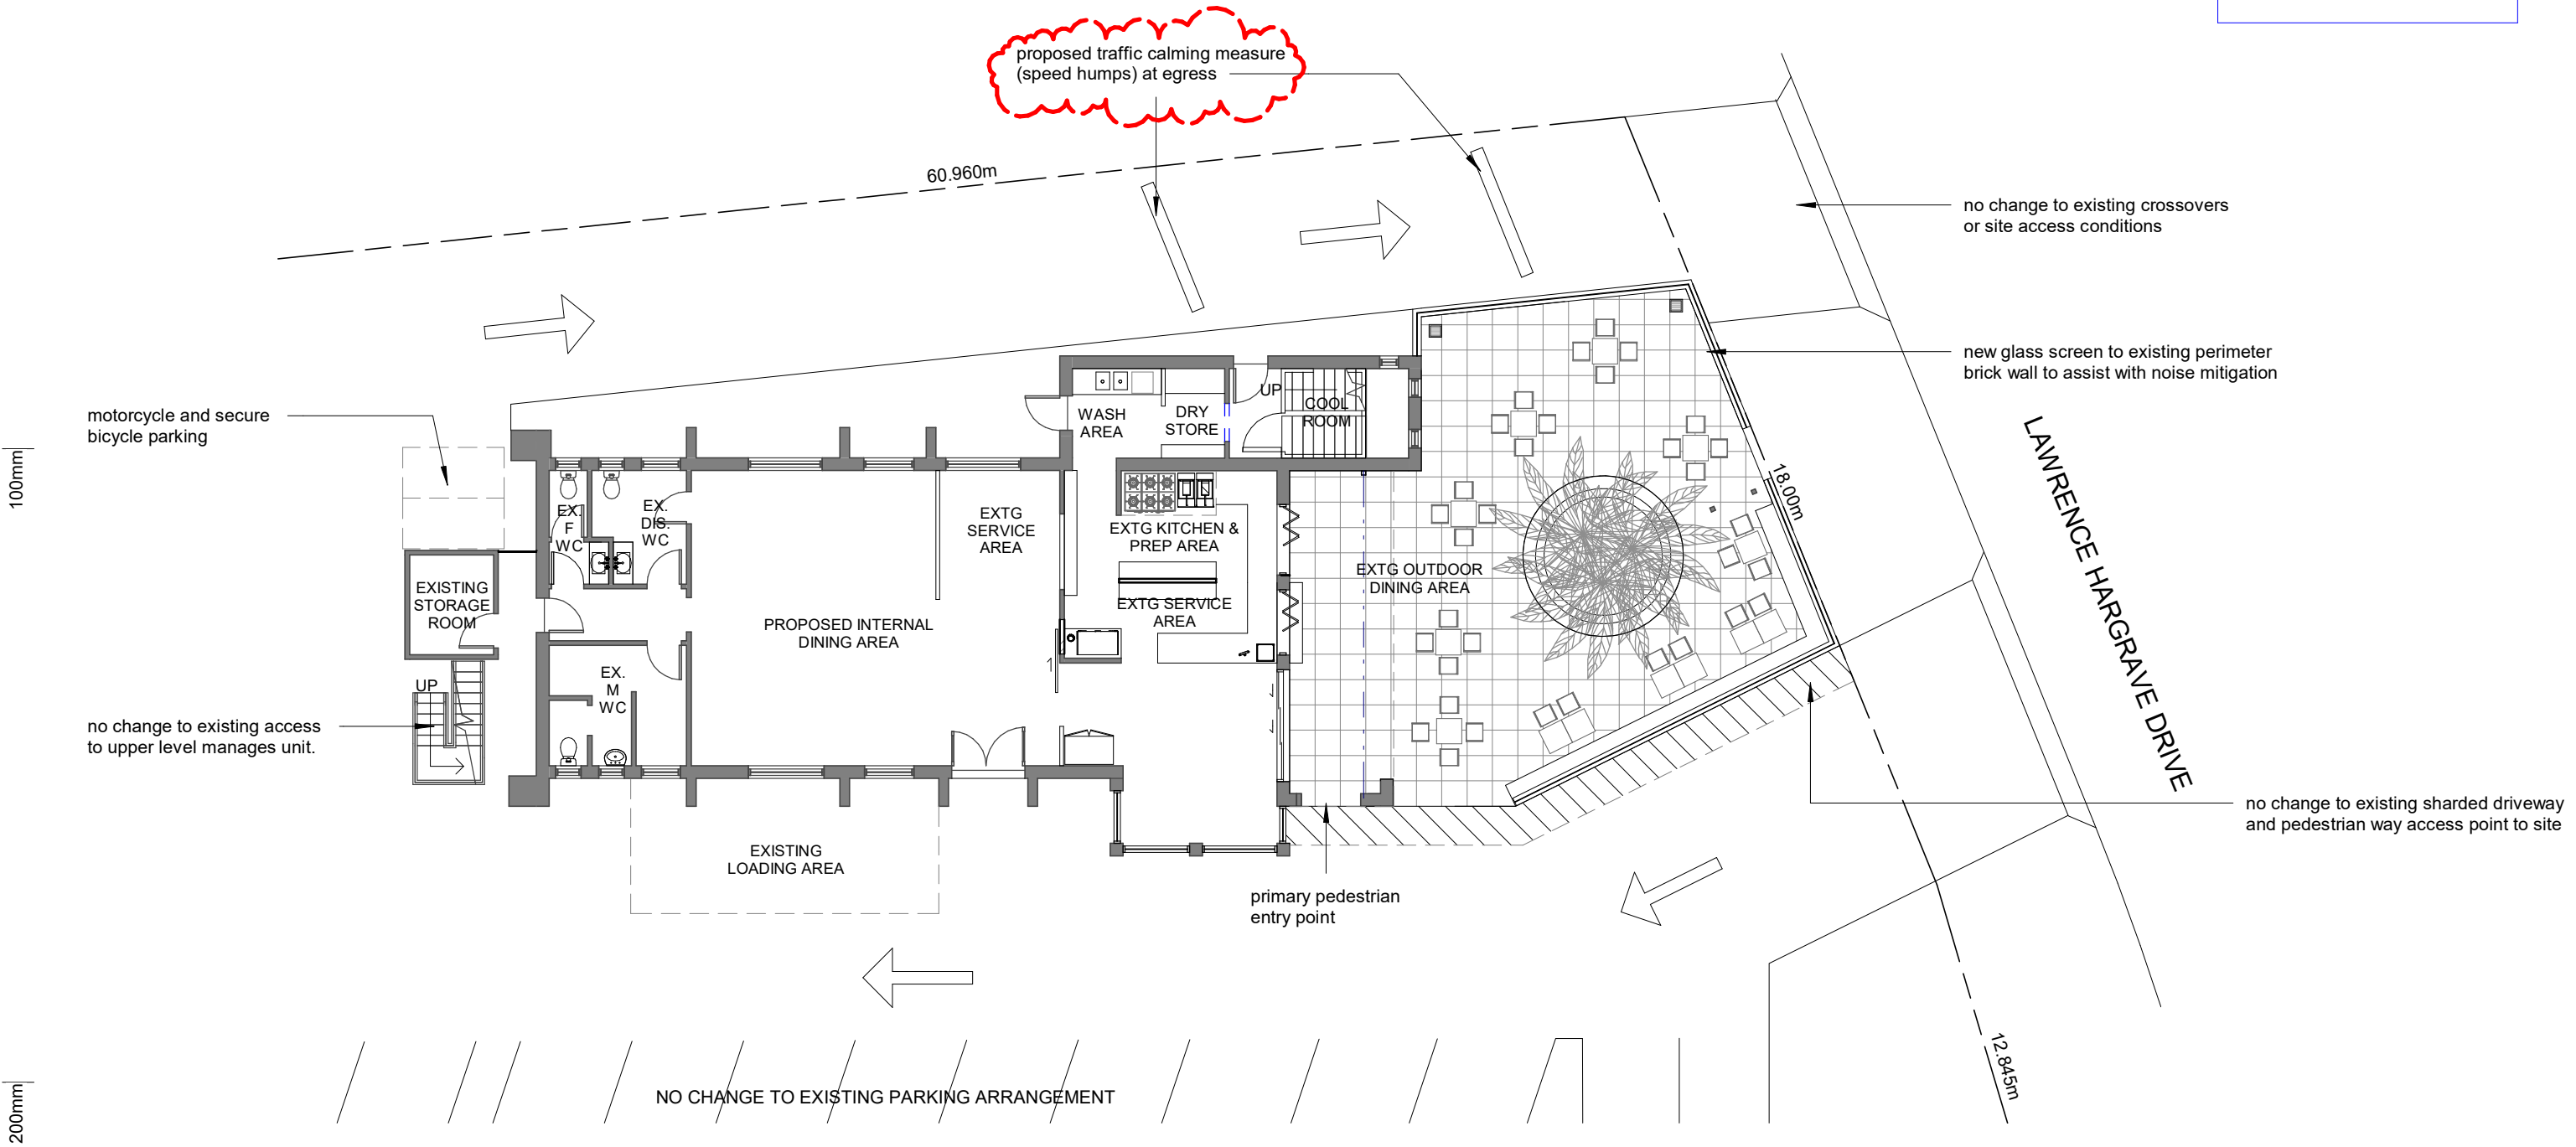 proposed traffic calming measure
(speed humps) at egress
60.960m
no change to existing crossovers
or site access conditions
new glass screen to existing perimeter
brick wall to assist with noise mitigation
motorcycle and secure
bicycle parking
100mm
WASH
AREA
DRY
STORE
UP
COOL
ROOM
18.00m
LAWRENCE HARGRAVE DRIVE
EX.
F
WC
EX.
DIS.
WC
EXTG
SERVICE
AREA
EXTG KITCHEN &
PREP AREA
EXTG OUTDOOR
DINING AREA
EXISTING
STORAGE
ROOM
PROPOSED INTERNAL
DINING AREA
EXTG SERVICE
AREA
EX.
M
WC
UP
no change to existing access
to upper level manages unit.
no change to existing sharded driveway
and pedestrian way access point to site
EXISTING
LOADING AREA
primary pedestrian
entry point
12.845m
NO CHANGE TO EXISTING PARKING ARRANGEMENT
200mm